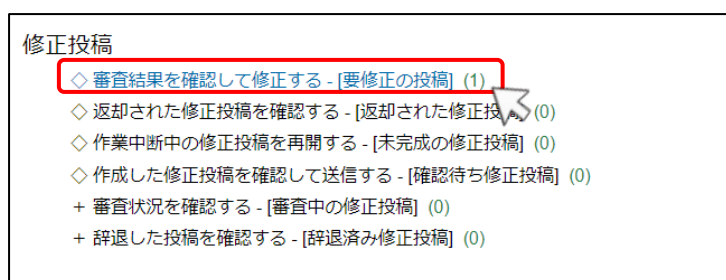 修正投稿
◇ 審査結果を確認して修正する - [要修正の投稿] (1)
◇ 返却された修正投稿を確認する - [返却された修正投 (0)
◇ 作業中断中の修正投稿を再開する - [未完成の修正投稿] (0)
◇ 作成した修正投稿を確認して送信する - [確認待ち修正投稿] (0)
+ 審査状況を確認する - [審査中の修正投稿] (0)
+ 辞退した投稿を確認する - [辞退済み修正投稿] (0)